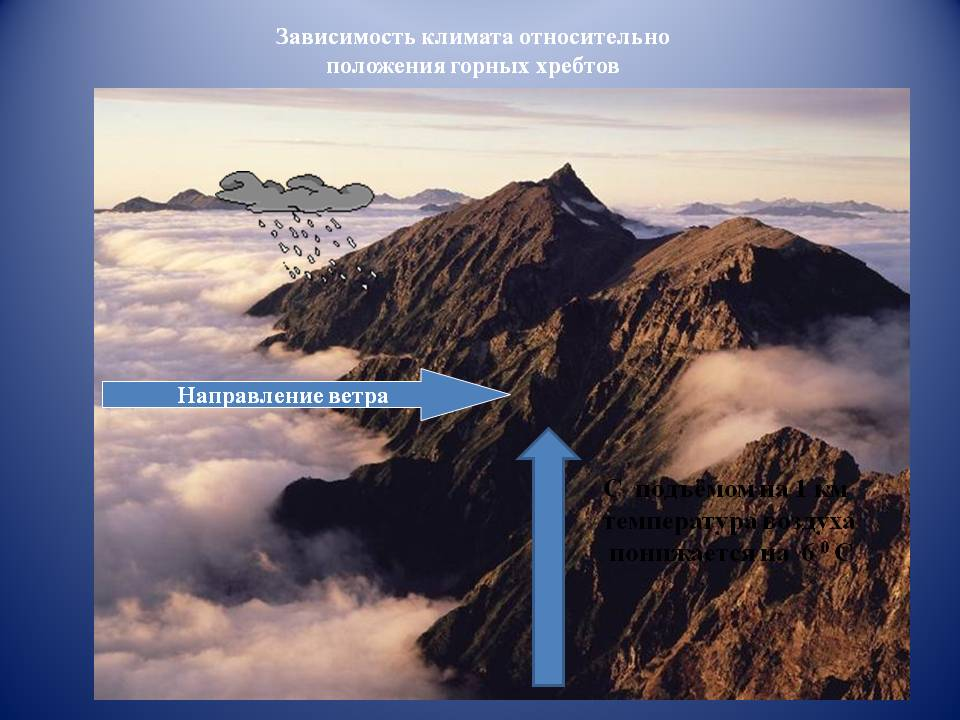 Зависимость климата относительно
положения горных хребтов
Направление ветра
С подъёмом на 1 км
температура воздуха
понижается на 6 ⁰ С